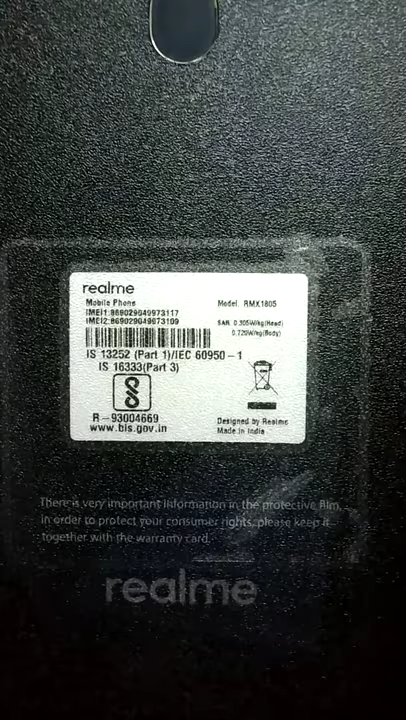 realme
Mobile Phone
Model: RMX1805
IMEI1:869029049973117
IMEI2:869029049973109
SAR: 0.305W/kg(Head)
0.729W/kg(Body)
IS 13252 (Part 1)/IEC 60950-1
IS 16333(Part 3)
R-93004669
www.bis.gov.in
Designed by Realme
Made in India
There is very important information in the protective film,
in order to protect your consumer rights, please keep it
together with the warranty card.
realme